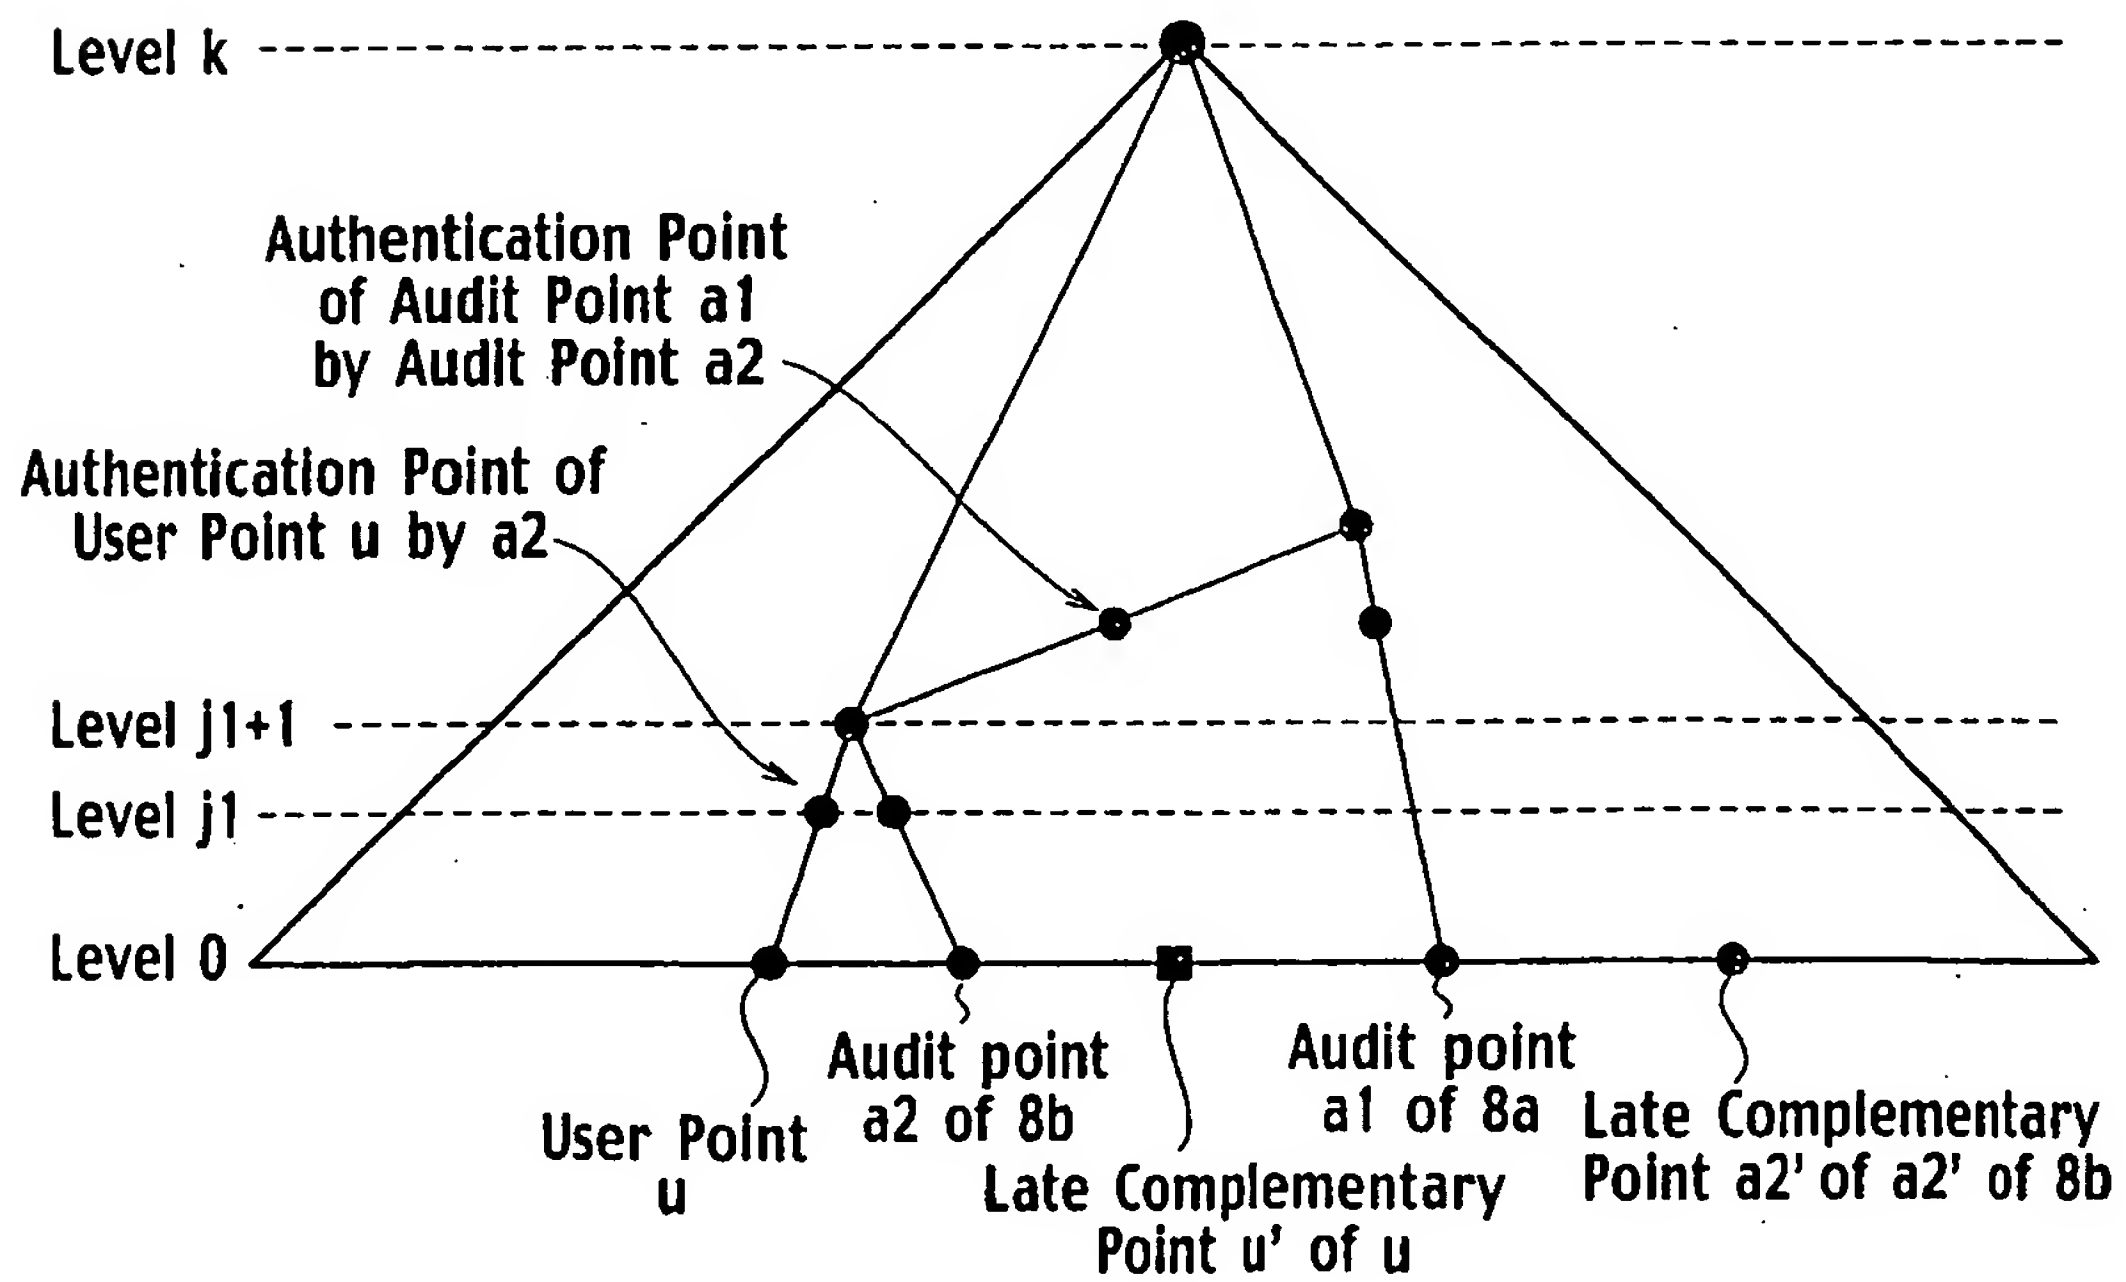 Level k
Authentication Point
of Audit Point a1
by Audit Point a2
Authentication Point of
User Point u by a2
Level j1+1
Level j1
Level 0
User Point
u
Audit point
a2 of 8b
Late Complementary
Point u' of u
Audit point
a1 of 8a
Late Complementary
Point a2' of a2' of 8b